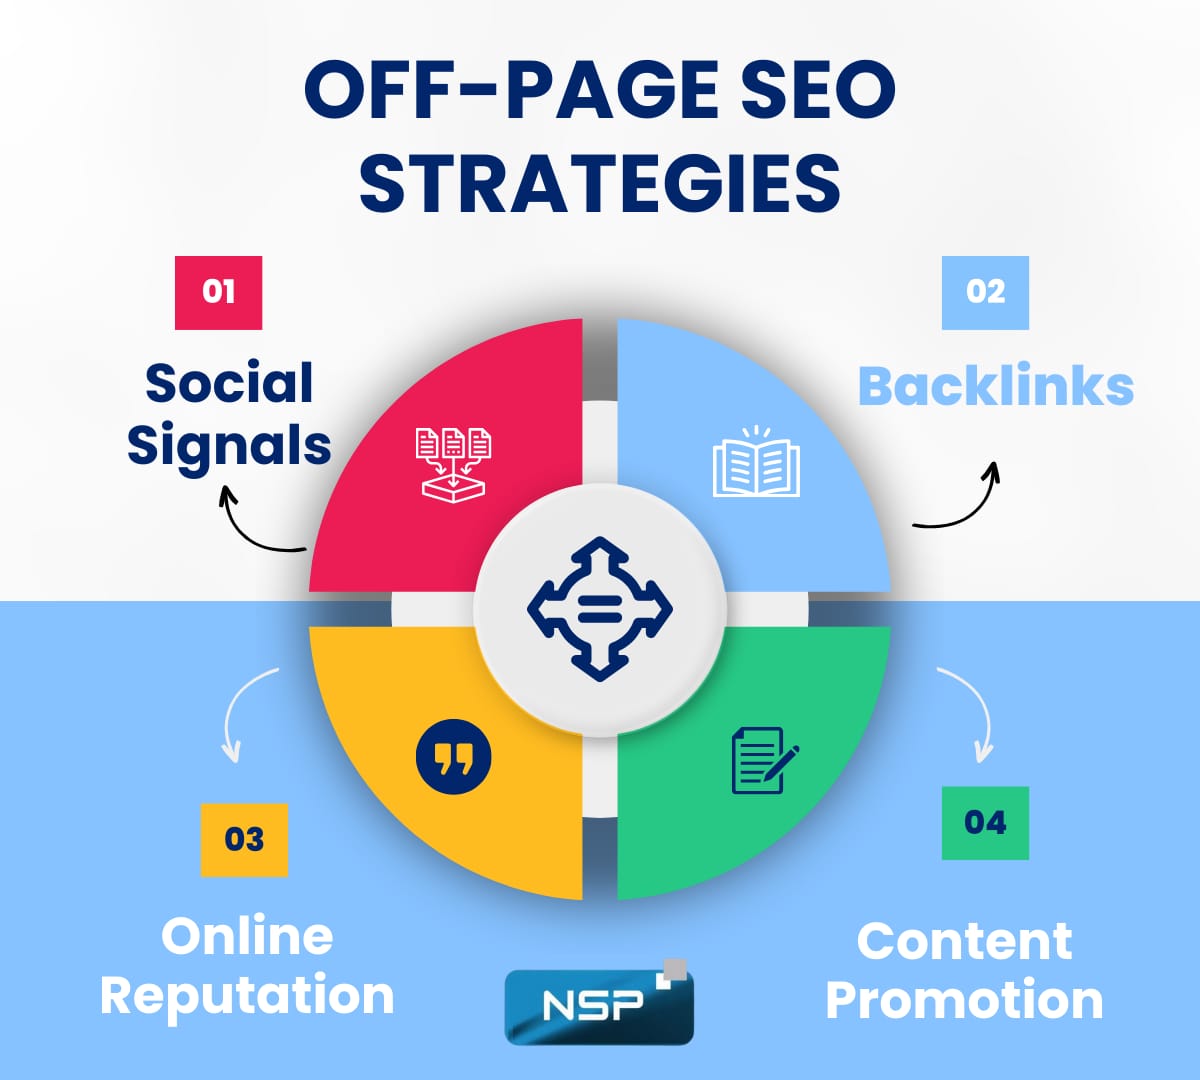 OFF-PAGE SEO
STRATEGIES
01
Social
Signals
02
Backlinks
03
Online
Reputation
04
Content
Promotion
NSP